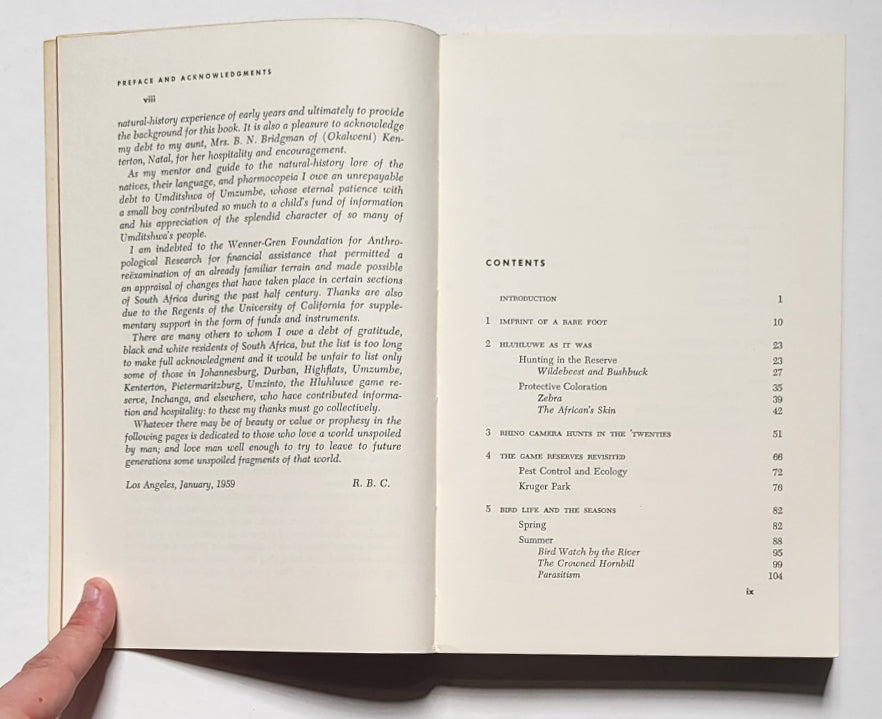 PREFACE AND ACKNOWLEDGMENTS
viii
natural-history experience of early years and ultimately to provide
the background for this book. It is also a pleasure to acknowledge
my debt to my aunt, Mrs. B. N. Bridgman of (Okalweni) Ken-
terton, Natal, for her hospitality and encouragement.
As my mentor and guide to the natural-history lore of the
natives, their language, and pharmocopeia I owe an unrepayable
debt to Umditshwa of Umzumbe, whose eternal patience with
a small boy contributed so much to a child's fund of information
and his appreciation of the splendid character of so many of
Umditshwa's people.
I am indebted to the Wenner-Gren Foundation for Anthro-
pological Research for financial assistance that permitted a
reëxamination of an already familiar terrain and made possible
an appraisal of changes that have taken place in certain sections
of South Africa during the past half century. Thanks are also
due to the Regents of the University of California for supple-
mentary support in the form of funds and instruments.
There are many others to whom I owe a debt of gratitude,
black and white residents of South Africa, but the list is too long
to make full acknowledgment and it would be unfair to list only
some of those in Johannesburg, Durban, Highflats, Umzumbe,
Kenterton, Pietermaritzburg, Umzinto, the Hluhluwe game re-
serve, Inchanga, and elsewhere, who have contributed informa-
tion and hospitality: to these my thanks must go collectively.
Whatever there may be of beauty or value or prophesy in the
following pages is dedicated to those who love a world unspoiled
by man; and love man well enough to try to leave to future
generations some unspoiled fragments of that world.
Los Angeles, January, 1959 R. B. C.
CONTENTS
INTRODUCTION 1
1 IMPRINT OF A BARE FOOT 10
2 HLUHLUWE AS IT WAS 23
Hunting in the Reserve 23
Wildebeest and Bushbuck 27
Protective Coloration 35
Zebra 39
The African's Skin 42
3 RHINO CAMERA HUNTS IN THE 'TWENTIES 51
4 THE GAME RESERVES REVISITED 66
Pest Control and Ecology 72
Kruger Park 76
5 BIRD LIFE AND THE SEASONS 82
Spring 82
Summer 88
Bird Watch by the River 95
The Crowned Hornbill 99
Parasitism 104
ix